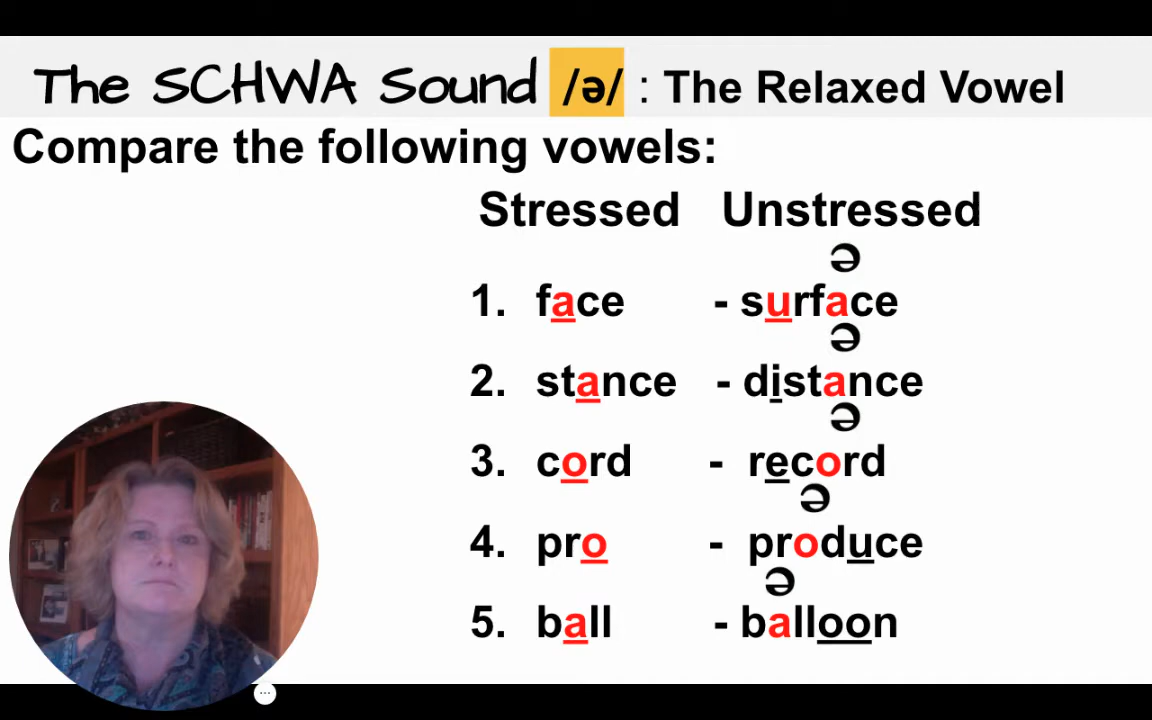 The SCHWA Sound /ə/ : The Relaxed Vowel
Compare the following vowels:
Stressed Unstressed
ə
1. face - surface
ə
2. stance - distance
ə
3. cord - record
ə
4. pro - produce
ə
5. ball - balloon